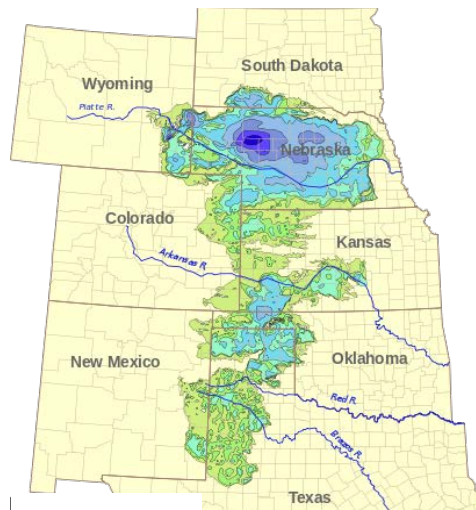 South Dakota
Wyoming
Platte R.
Nebraska
Colorado
Kansas
Arkansas R.
New Mexico
Oklahoma
Red R.
Brazos R.
Texas